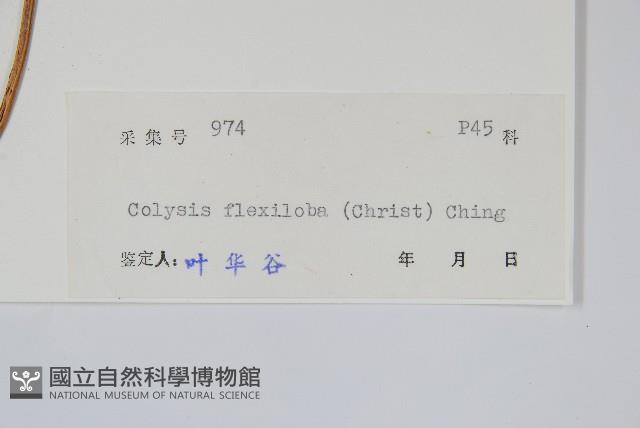 采集号 974 P45 科
Colysis flexiloba (Christ) Ching
鉴定人: 叶华谷 年 月 日
國立自然科學博物館
NATIONAL MUSEUM OF NATURAL SCIENCE